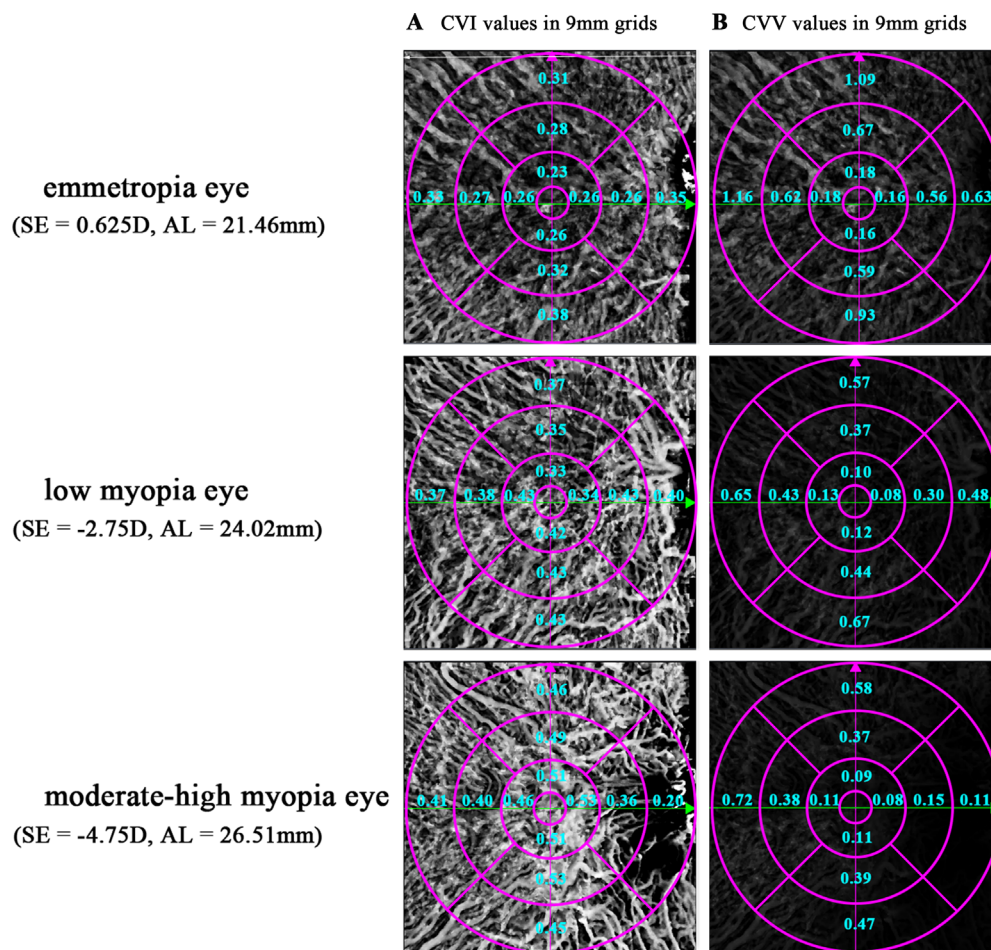 A CVI values in 9mm grids
B CVV values in 9mm grids
emmetropia eye
(SE = 0.625D, AL = 21.46mm)
0.31
0.28
0.23
0.33 0.27 0.26 0.26 0.26 0.35
0.26
0.32
0.38
1.09
0.67
0.18
1.16 0.62 0.18 0.16 0.56 0.63
0.16
0.59
0.93
low myopia eye
(SE = -2.75D, AL = 24.02mm)
0.37
0.35
0.33
0.37 0.38 0.43 0.34 0.43 0.40
0.42
0.43
0.43
0.57
0.37
0.10
0.65 0.43 0.13 0.08 0.30 0.48
0.12
0.44
0.67
moderate-high myopia eye
(SE = -4.75D, AL = 26.51mm)
0.46
0.49
0.51
0.41 0.40 0.46 0.53 0.36 0.20
0.51
0.53
0.45
0.58
0.37
0.09
0.72 0.38 0.11 0.08 0.15 0.11
0.11
0.39
0.47